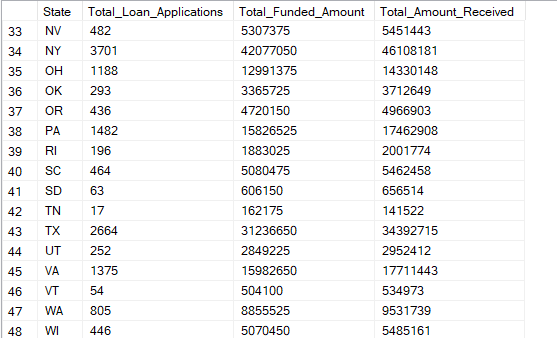 State Total_Loan_Applications Total_Funded_Amount Total_Amount_Received
33 NV 482 5307375 5451443
34 NY 3701 42077050 46108181
35 OH 1188 12991375 14330148
36 OK 293 3365725 3712649
37 OR 436 4720150 4966903
38 PA 1482 15826525 17462908
39 RI 196 1883025 2001774
40 SC 464 5080475 5462458
41 SD 63 606150 656514
42 TN 17 162175 141522
43 TX 2664 31236650 34392715
44 UT 252 2849225 2952412
45 VA 1375 15982650 17711443
46 VT 54 504100 534973
47 WA 805 8855525 9531739
48 WI 446 5070450 5485161